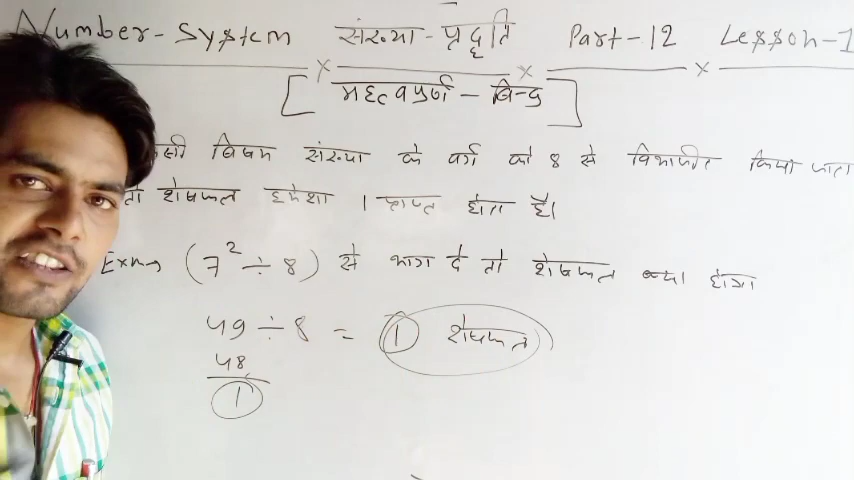 Number-System × संख्या-पद्धति × Part-12 × Lesson-1
[महत्वपूर्ण - बिन्दु]
विषम संख्या के वर्ग को 8 से विभाजित किया जाता
तो शेषफल हमेशा 1 प्राप्त होता है।
Exm→ (7² ÷ 8) से भाग दे तो शेषफल क्या होगा
49 ÷ 8 = 1 शेषफल
48
1